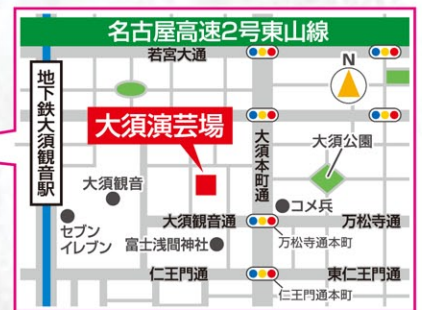 名古屋高速2号東山線
若宮大通
N
地下鉄大須観音駅
大須演芸場
大須本町通
大須公園
大須観音
コメ兵
セブン
イレブン
大須観音通
万松寺通
富士浅間神社
万松寺通本町
仁王門通
東仁王門通
仁王門通本町